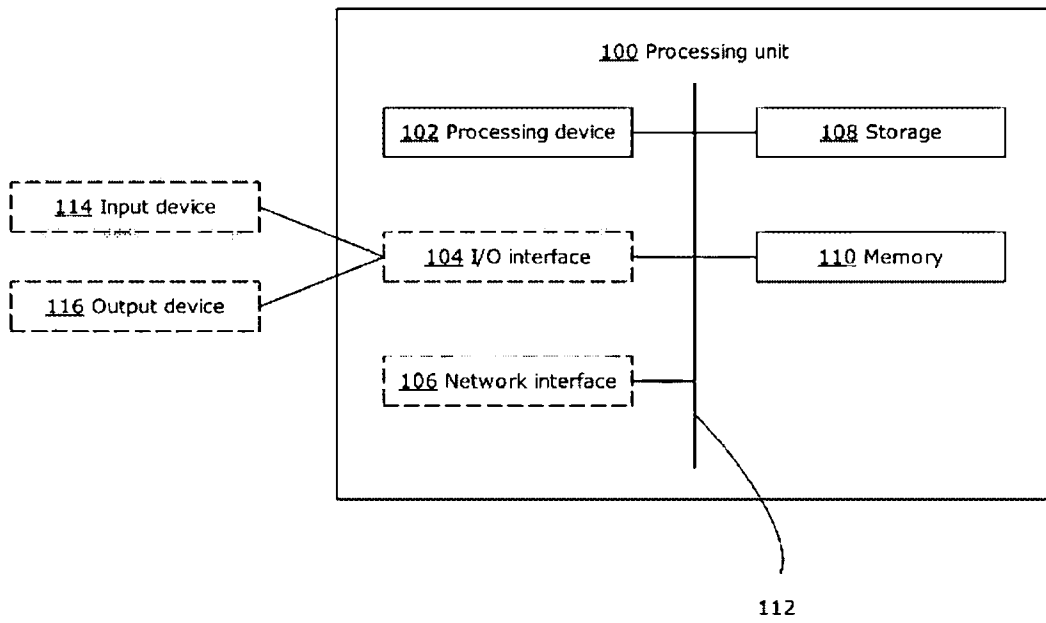 100 Processing unit
102 Processing device
108 Storage
114 Input device
104 I/O interface
110 Memory
116 Output device
106 Network interface
112